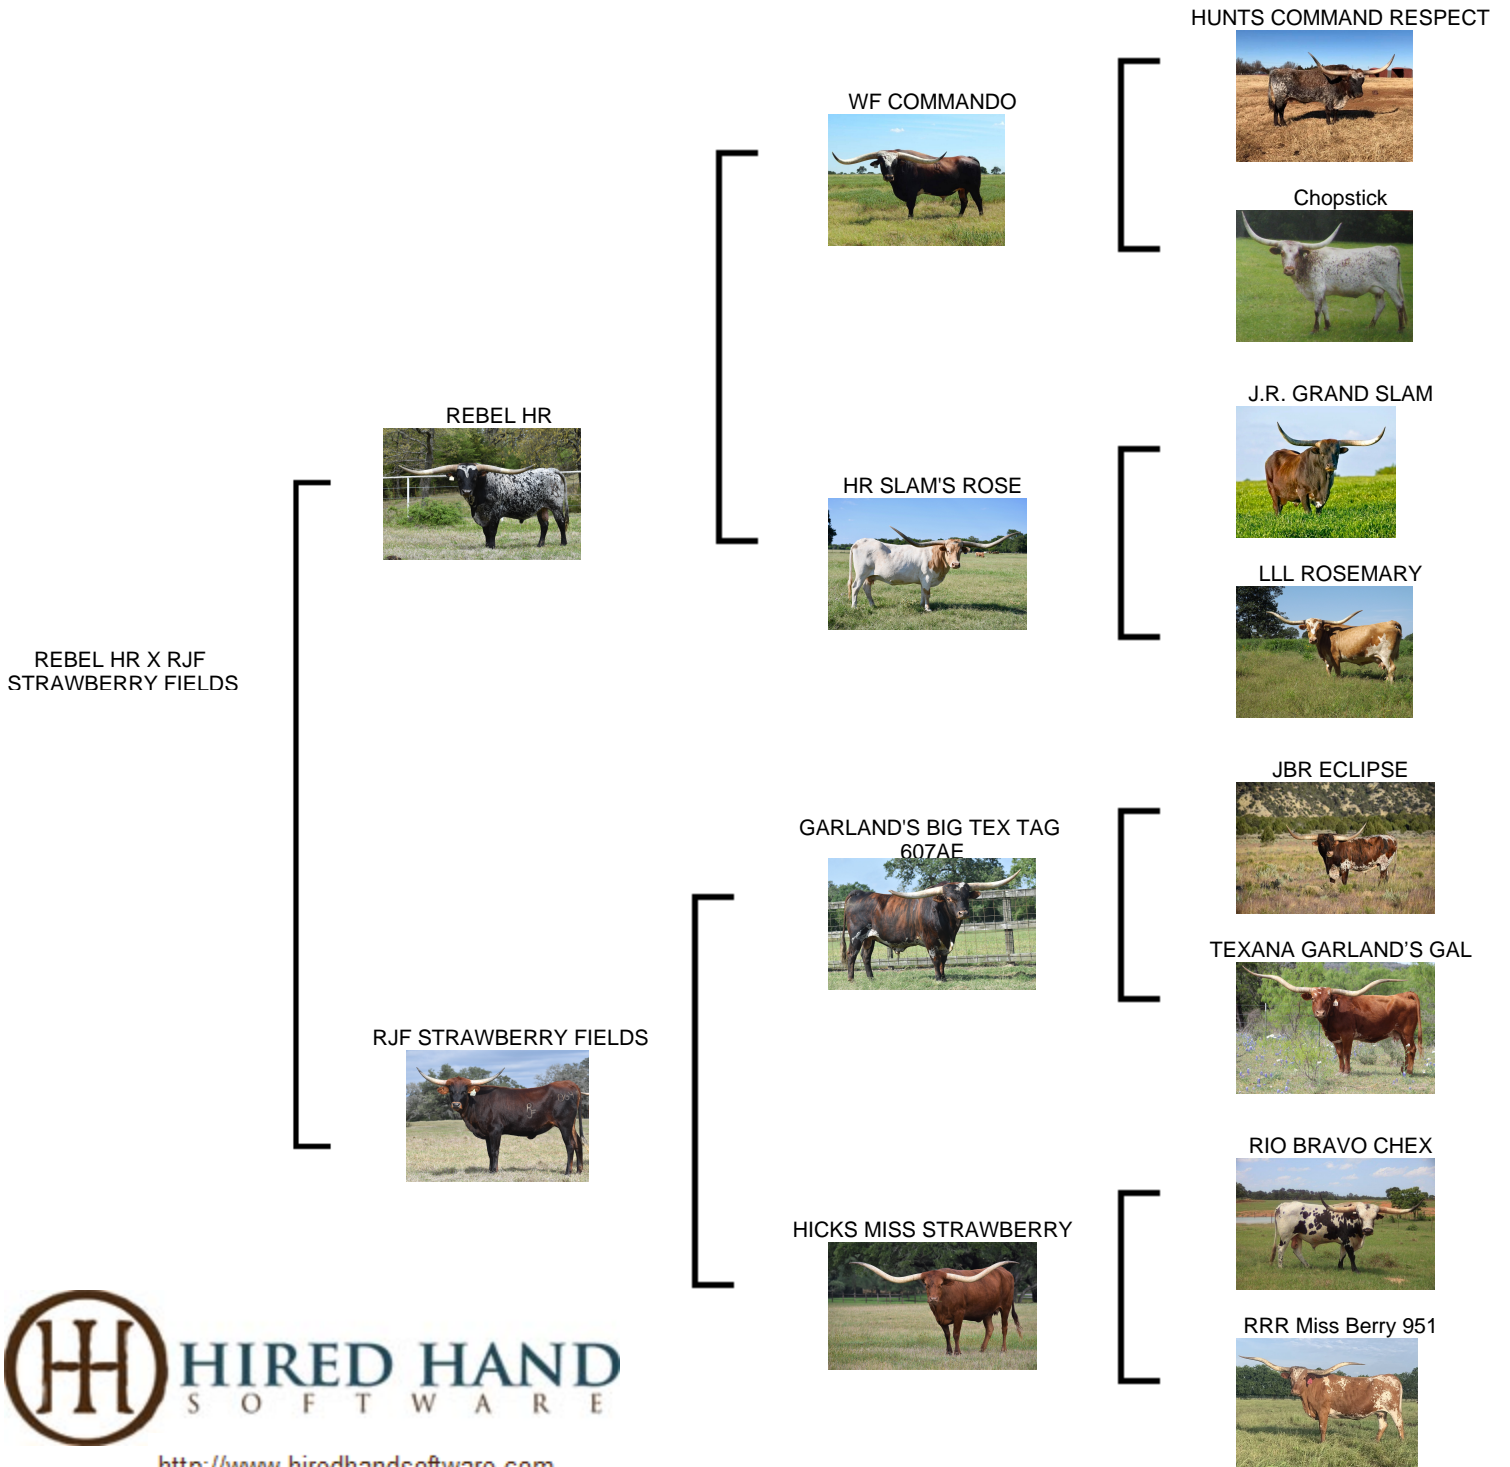 HUNTS COMMAND RESPECT
WF COMMANDO
Chopstick
J.R. GRAND SLAM
REBEL HR
HR SLAM'S ROSE
LLL ROSEMARY
REBEL HR X RJF
STRAWBERRY FIELDS
JBR ECLIPSE
GARLAND'S BIG TEX TAG
607AE
TEXANA GARLAND'S GAL
RJF STRAWBERRY FIELDS
RIO BRAVO CHEX
HICKS MISS STRAWBERRY
RRR Miss Berry 951
HIRED HAND
SOFTWARE
http://www.hiredhandsoftware.com